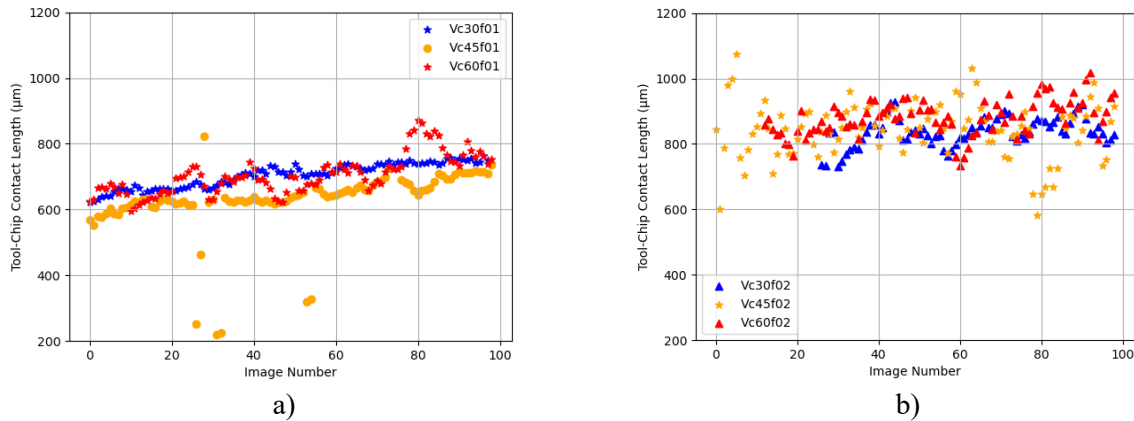 1200
1000
800
600
400
200
Tool-Chip Contact Length (µm)
Vc30f01
Vc45f01
Vc60f01
0 20 40 60 80 100
Image Number
a)
1200
1000
800
600
400
200
Tool-Chip Contact Length (µm)
Vc30f02
Vc45f02
Vc60f02
0 20 40 60 80 100
Image Number
b)